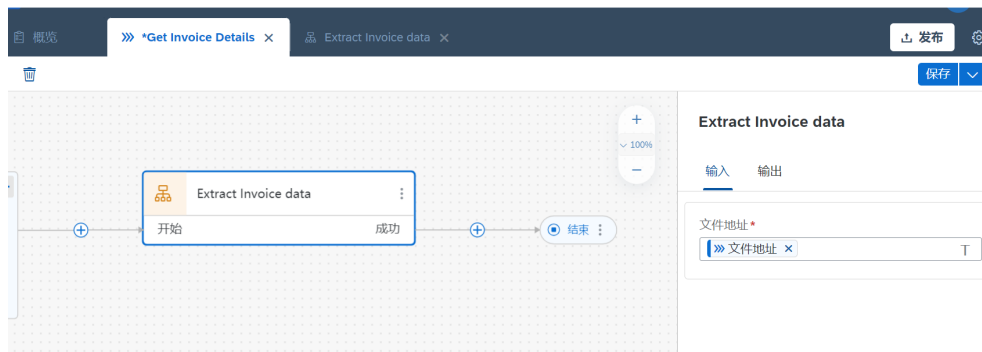 概览
*Get Invoice Details ×
Extract Invoice data ×
发布
保存
Extract Invoice data
开始
成功
结束
+
100%
−
Extract Invoice data
输入
输出
文件地址*
文件地址 ×
T